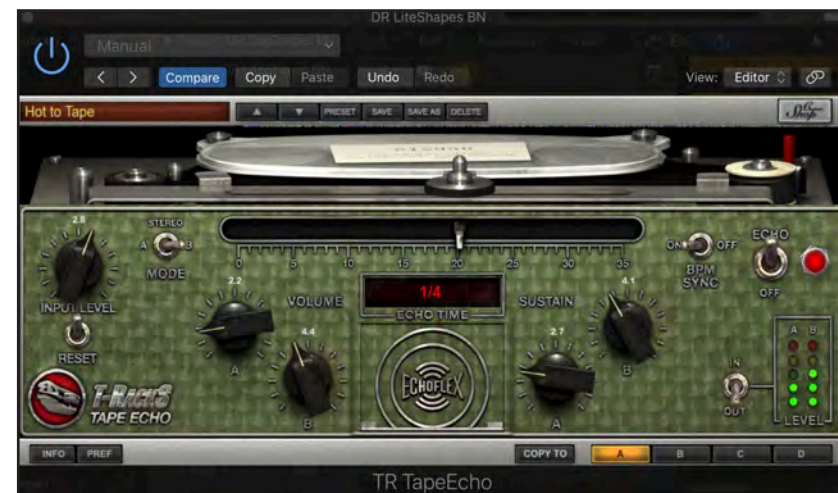 DR LiteShapes BN
Manual
Compare Copy Paste Undo Redo View: Editor
Hot to Tape PRESET SAVE SAVE AS DELETE Shop
2.8 STEREO ECHO
A B ON OFF
MODE 0 5 10 15 20 25 30 35 BPM SYNC OFF
INPUT LEVEL 2.2 VOLUME 1/4 SUSTAIN 4.1
ECHO TIME
RESET A 4.4 2.7 B A B
IN
T-RACKS ECHOFLEX OUT
TAPE ECHO B A LEVEL
INFO PREF COPY TO A B C D
TR TapeEcho